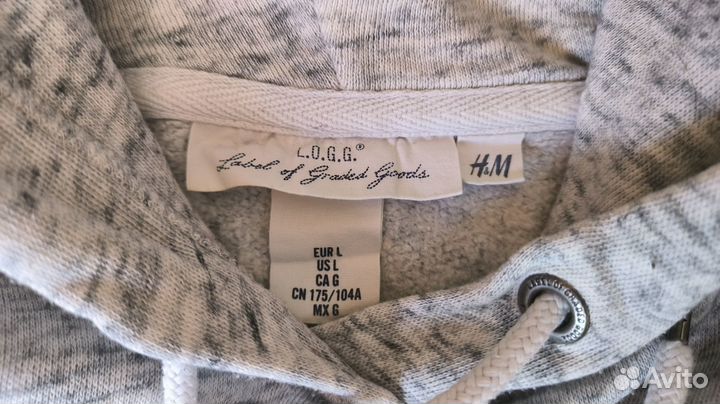 L.O.G.G.®
Label of Graded Goods
H&M
EUR L
US L
CA G
CN 175/104A
MX G
Avito